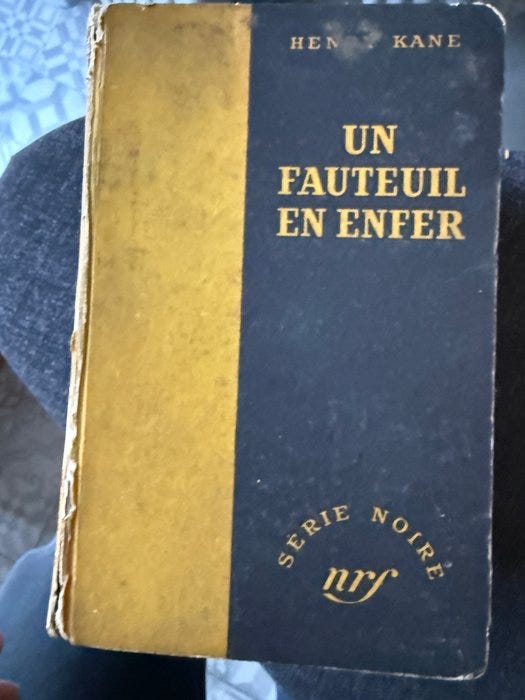 KANE
UN
FAUTEUIL
EN ENFER
SÉRIE NOIRE
nrf